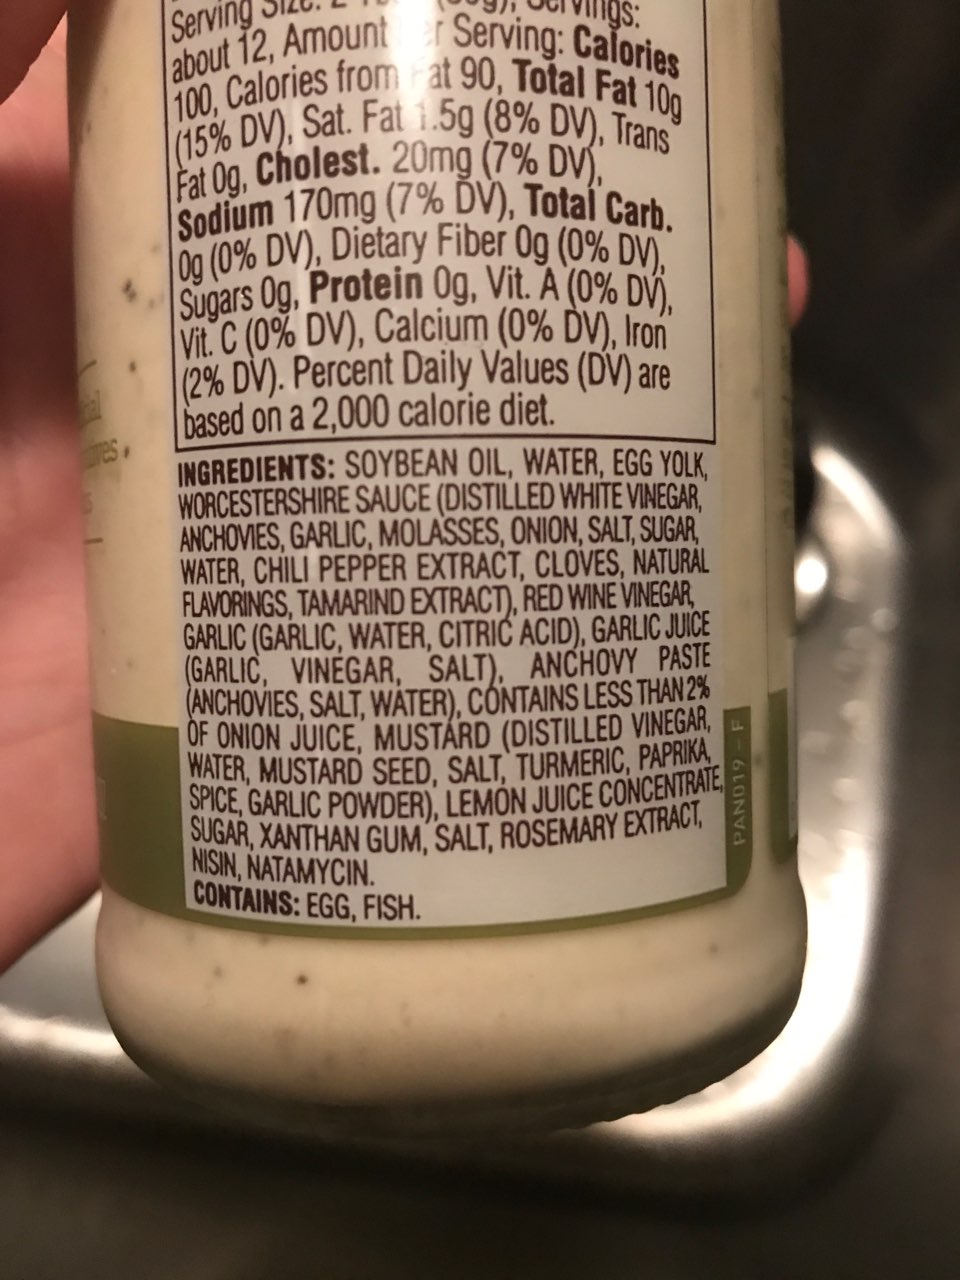 Serving
Servings:
about 12, Amount Serving: Calories
100, Calories from Fat 90, Total Fat 10g
(15% DV), Sat. Fat 1.5g (8% DV), Trans
Fat 0g, Cholest. 20mg (7% DV),
Sodium 170mg (7% DV), Total Carb.
0g (0% DV), Dietary Fiber 0g (0% DV),
Sugars 0g, Protein 0g, Vit. A (0% DV),
Vit. C (0% DV), Calcium (0% DV), Iron
(2% DV). Percent Daily Values (DV) are
based on a 2,000 calorie diet.
INGREDIENTS: SOYBEAN OIL, WATER, EGG YOLK,
WORCESTERSHIRE SAUCE (DISTILLED WHITE VINEGAR,
ANCHOVIES, GARLIC, MOLASSES, ONION, SALT, SUGAR,
WATER, CHILI PEPPER EXTRACT, CLOVES, NATURAL
FLAVORINGS, TAMARIND EXTRACT), RED WINE VINEGAR,
GARLIC (GARLIC, WATER, CITRIC ACID), GARLIC JUICE
(GARLIC, VINEGAR, SALT), ANCHOVY PASTE
(ANCHOVIES, SALT, WATER), CONTAINS LESS THAN 2%
OF ONION JUICE, MUSTARD (DISTILLED VINEGAR,
WATER, MUSTARD SEED, SALT, TURMERIC, PAPRIKA,
SPICE, GARLIC POWDER), LEMON JUICE CONCENTRATE,
SUGAR, XANTHAN GUM, SALT, ROSEMARY EXTRACT,
NISIN, NATAMYCIN.
CONTAINS: EGG, FISH.
PAN019 - F